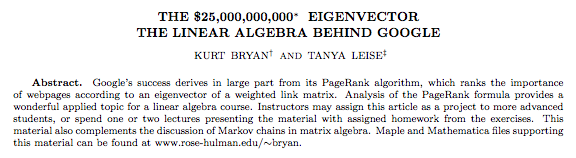 THE $25,000,000,000* EIGENVECTOR
THE LINEAR ALGEBRA BEHIND GOOGLE
KURT BRYAN† AND TANYA LEISE‡
Abstract. Google's success derives in large part from its PageRank algorithm, which ranks the importance
of webpages according to an eigenvector of a weighted link matrix. Analysis of the PageRank formula provides a
wonderful applied topic for a linear algebra course. Instructors may assign this article as a project to more advanced
students, or spend one or two lectures presenting the material with assigned homework from the exercises. This
material also complements the discussion of Markov chains in matrix algebra. Maple and Mathematica files supporting
this material can be found at www.rose-hulman.edu/∼bryan.